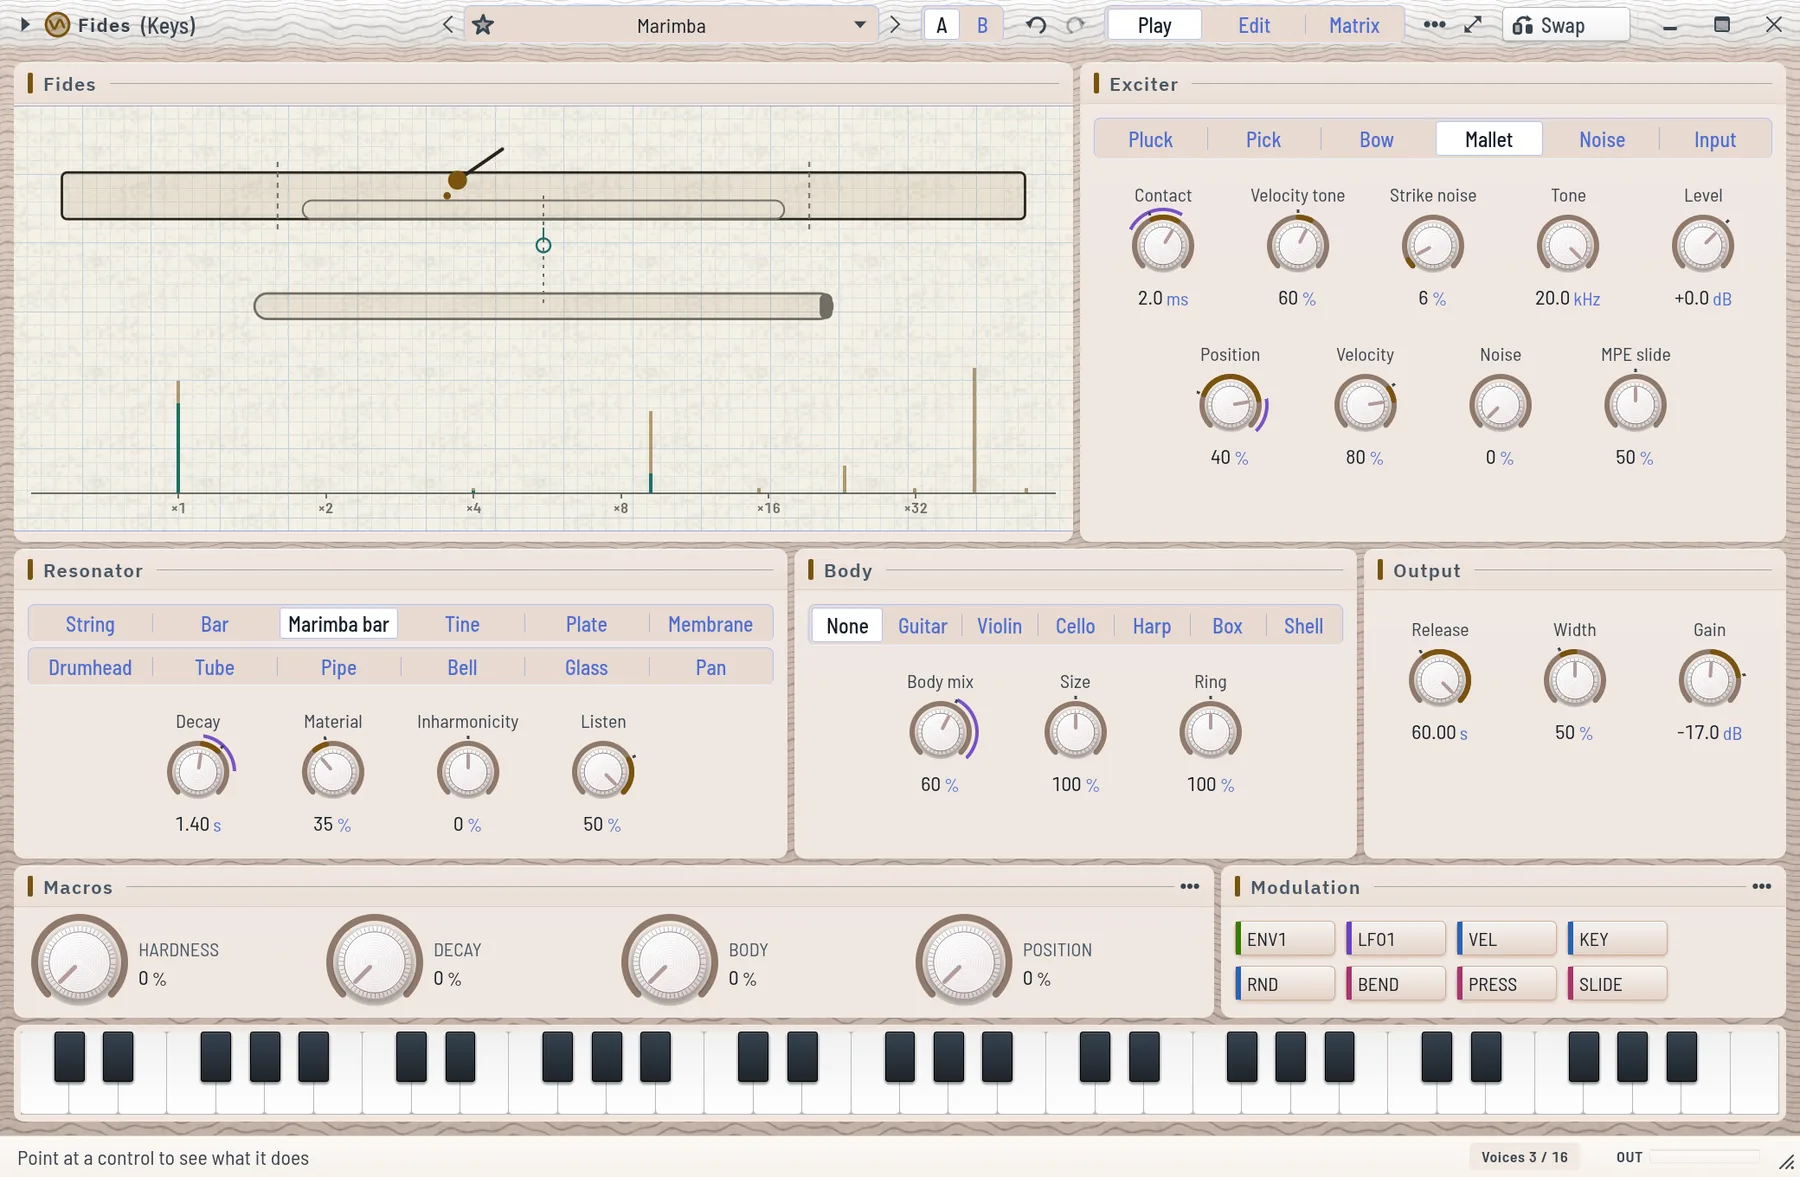 Fides (Keys)
Marimba
A B
Play Edit Matrix
Swap
Fides
×1 ×2 ×4 ×8 ×16 ×32
Exciter
Pluck Pick Bow Mallet Noise Input
Contact Velocity tone Strike noise Tone Level
2.0 ms 60 % 6 % 20.0 kHz +0.0 dB
Position Velocity Noise MPE slide
40 % 80 % 0 % 50 %
Resonator
String Bar Marimba bar Tine Plate Membrane
Drumhead Tube Pipe Bell Glass Pan
Decay Material Inharmonicity Listen
1.40 s 35 % 0 % 50 %
Body
None Guitar Violin Cello Harp Box Shell
Body mix Size Ring
60 % 100 % 100 %
Output
Release Width Gain
60.00 s 50 % -17.0 dB
Macros
HARDNESS DECAY BODY POSITION
0 % 0 % 0 % 0 %
Modulation
ENV1 LFO1 VEL KEY
RND BEND PRESS SLIDE
Point at a control to see what it does
Voices 3 / 16 OUT